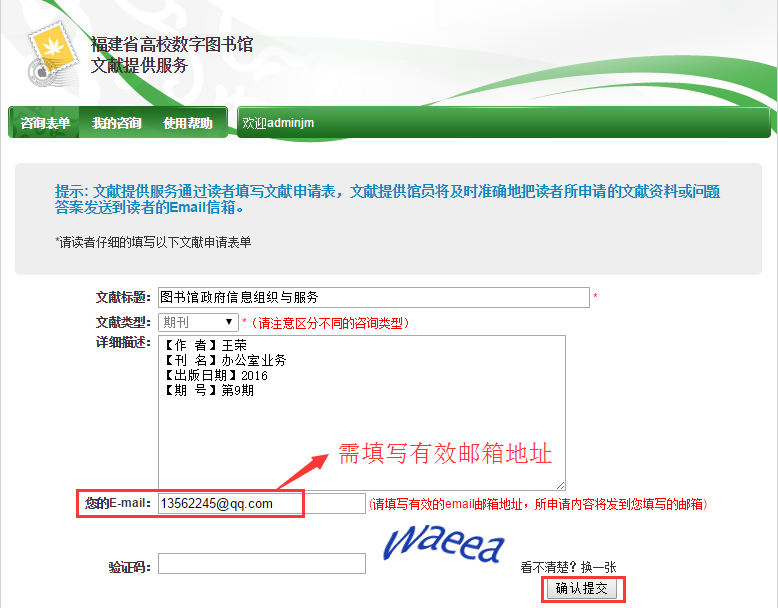 福建省高校数字图书馆
文献提供服务
咨询表单 我的咨询 使用帮助 欢迎adminjm
提示: 文献提供服务通过读者填写文献申请表，文献提供馆员将及时准确地把读者所申请的文献资料或问题
答案发送到读者的Email信箱。
*请读者仔细的填写以下文献申请表单
文献标题： 图书馆政府信息组织与服务 *
文献类型： 期刊 *（请注意区分不同的咨询类型）
详细描述： 【作 者】王荣
【刊 名】办公室业务
【出版日期】2016
【期 号】第9期
需填写有效邮箱地址
您的E-mail： 13562245@qq.com (请填写有效的email邮箱地址，所申请内容将发到您填写的邮箱)
Waeea
验证码： 看不清楚？换一张
确认提交